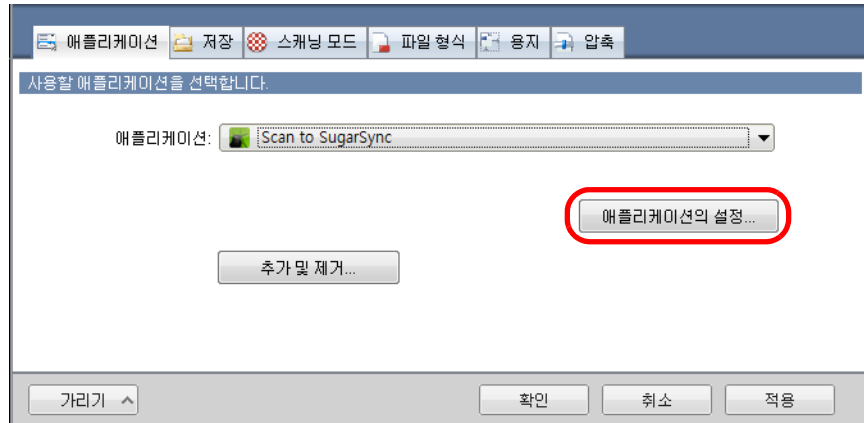 애플리케이션 저장 스캐닝 모드 파일 형식 용지 압축
사용할 애플리케이션을 선택합니다.
애플리케이션: Scan to SugarSync
애플리케이션의 설정...
추가 및 제거...
가리기 확인 취소 적용